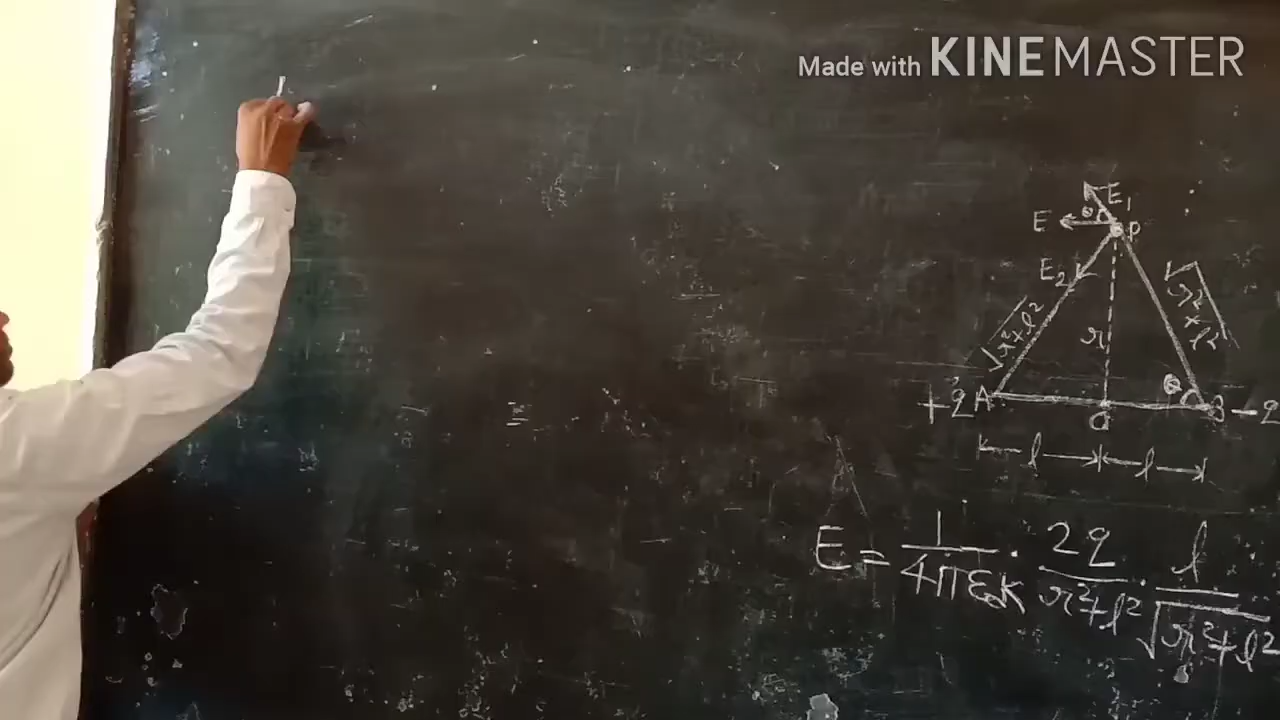 Made with KINEMASTER
E₁
E
θ
P
E₂
√r²+l²
√r²+l²
r
+q A
θ
B -q
O
l
l
E = 1/4πε₀K · 2q/r²+l² · l/√r²+l²